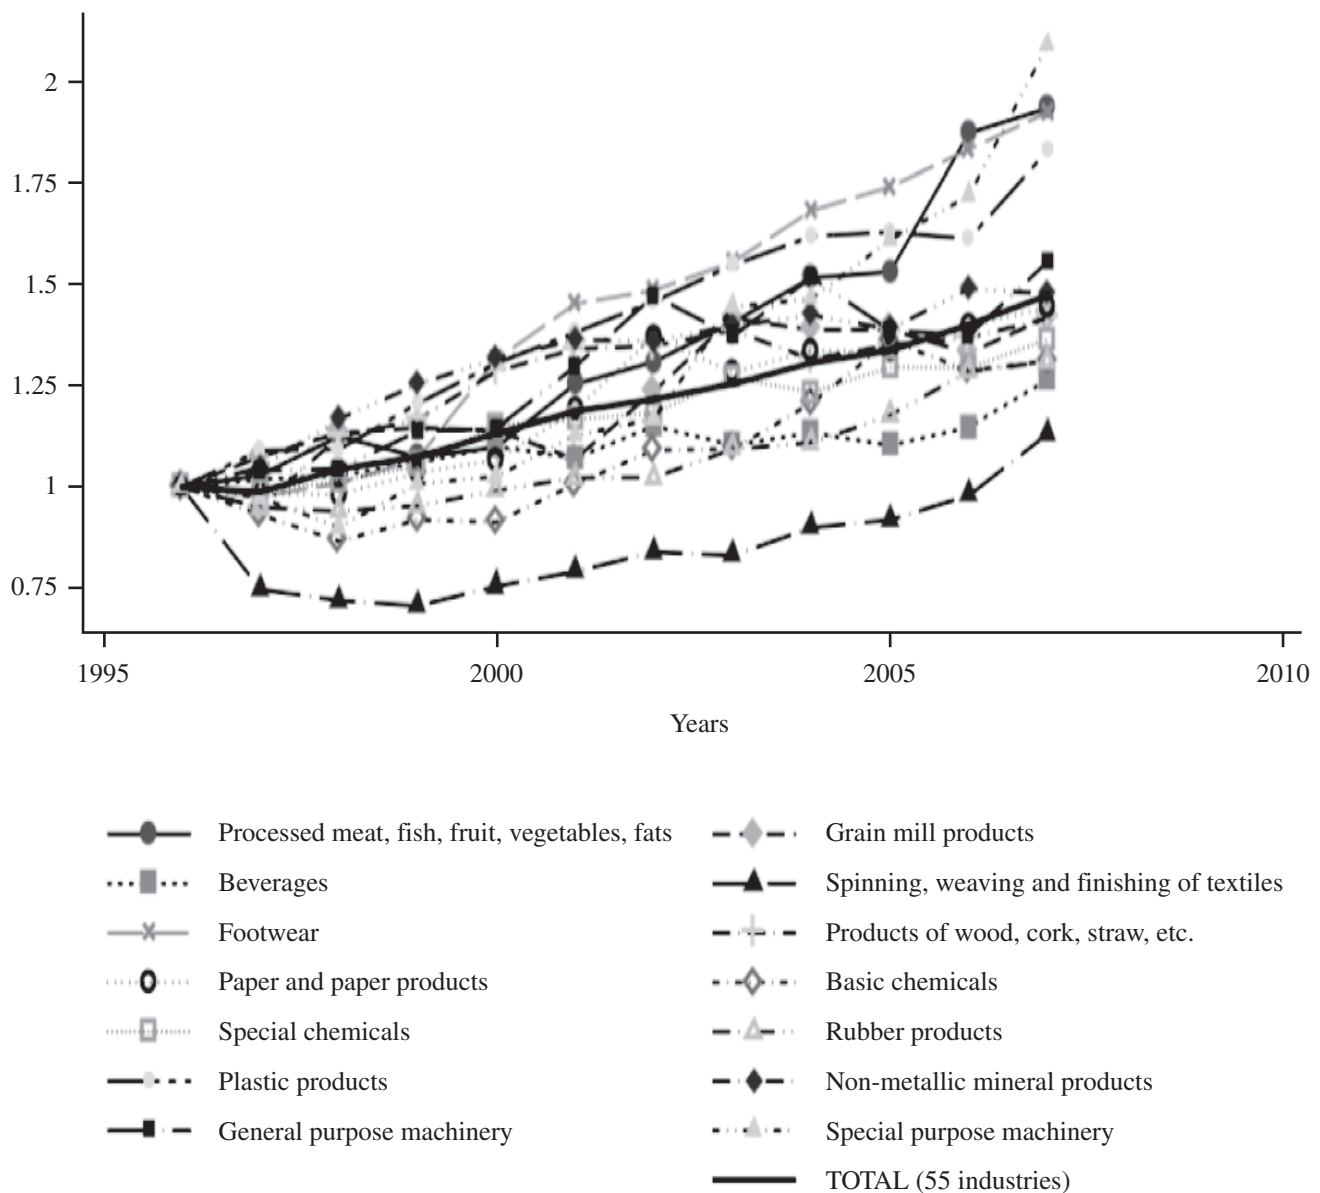 2
1.75
1.5
1.25
1
0.75
1995 2000 2005 2010
Years
Processed meat, fish, fruit, vegetables, fats
Beverages
Footwear
Paper and paper products
Special chemicals
Plastic products
General purpose machinery
Grain mill products
Spinning, weaving and finishing of textiles
Products of wood, cork, straw, etc.
Basic chemicals
Rubber products
Non-metallic mineral products
Special purpose machinery
TOTAL (55 industries)